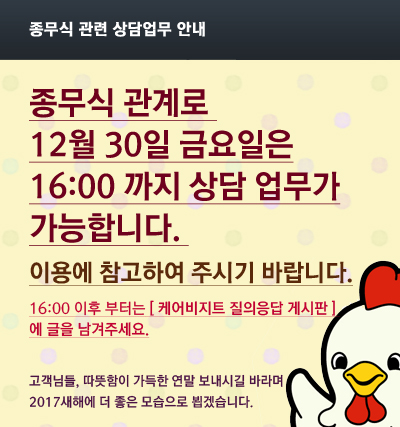 종무식 관련 상담업무 안내
종무식 관계로
12월 30일 금요일은
16:00 까지 상담 업무가
가능합니다.
이용에 참고하여 주시기 바랍니다.
16:00 이후 부터는 [ 케어비지트 질의응답 게시판 ]
에 글을 남겨주세요.
고객님들, 따뜻함이 가득한 연말 보내시길 바라며
2017새해에 더 좋은 모습으로 뵙겠습니다.